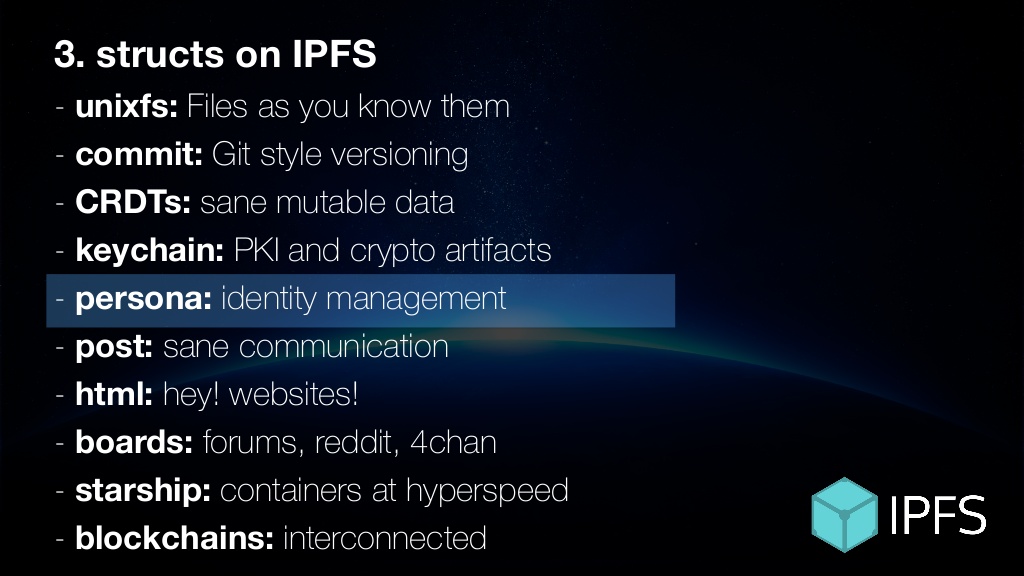 3. structs on IPFS
- unixfs: Files as you know them
- commit: Git style versioning
- CRDTs: sane mutable data
- keychain: PKI and crypto artifacts
- persona: identity management
- post: sane communication
- html: hey! websites!
- boards: forums, reddit, 4chan
- starship: containers at hyperspeed
- blockchains: interconnected
IPFS